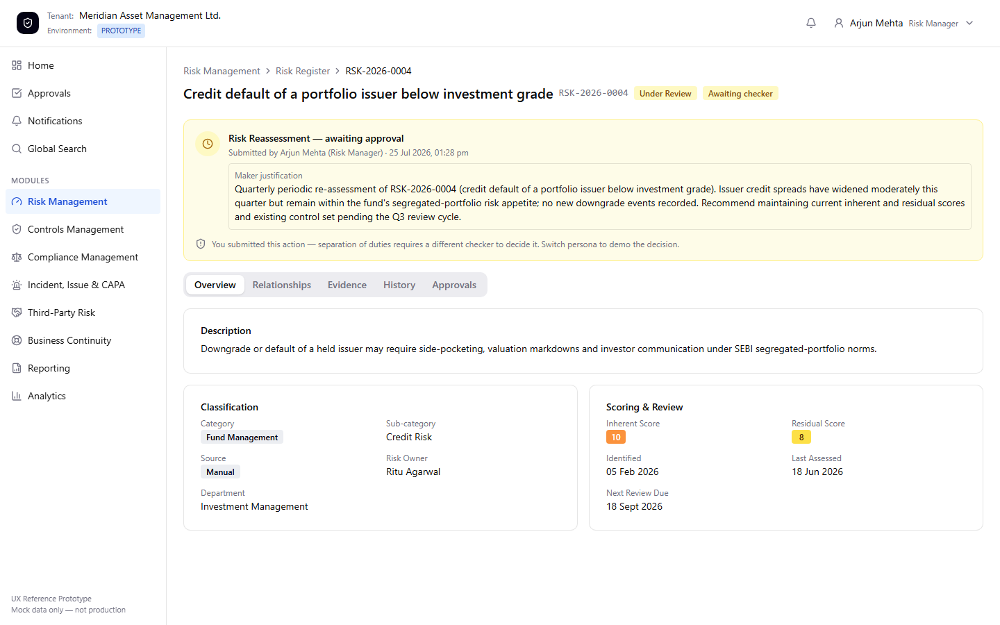 Tenant: Meridian Asset Management Ltd.
Environment: PROTOTYPE
Arjun Mehta Risk Manager
Home
Approvals
Notifications
Global Search
MODULES
Risk Management
Controls Management
Compliance Management
Incident, Issue & CAPA
Third-Party Risk
Business Continuity
Reporting
Analytics
UX Reference Prototype
Mock data only — not production
Risk Management > Risk Register > RSK-2026-0004
Credit default of a portfolio issuer below investment grade RSK-2026-0004 Under Review Awaiting checker
Risk Reassessment — awaiting approval
Submitted by Arjun Mehta (Risk Manager) · 25 Jul 2026, 01:28 pm
Maker justification
Quarterly periodic re-assessment of RSK-2026-0004 (credit default of a portfolio issuer below investment grade). Issuer credit spreads have widened moderately this
quarter but remain within the fund's segregated-portfolio risk appetite; no new downgrade events recorded. Recommend maintaining current inherent and residual scores
and existing control set pending the Q3 review cycle.
You submitted this action — separation of duties requires a different checker to decide it. Switch persona to demo the decision.
Overview Relationships Evidence History Approvals
Description
Downgrade or default of a held issuer may require side-pocketing, valuation markdowns and investor communication under SEBI segregated-portfolio norms.
Classification
Category Sub-category
Fund Management Credit Risk
Source Risk Owner
Manual Ritu Agarwal
Department
Investment Management
Scoring & Review
Inherent Score Residual Score
10 8
Identified Last Assessed
05 Feb 2026 18 Jun 2026
Next Review Due
18 Sept 2026